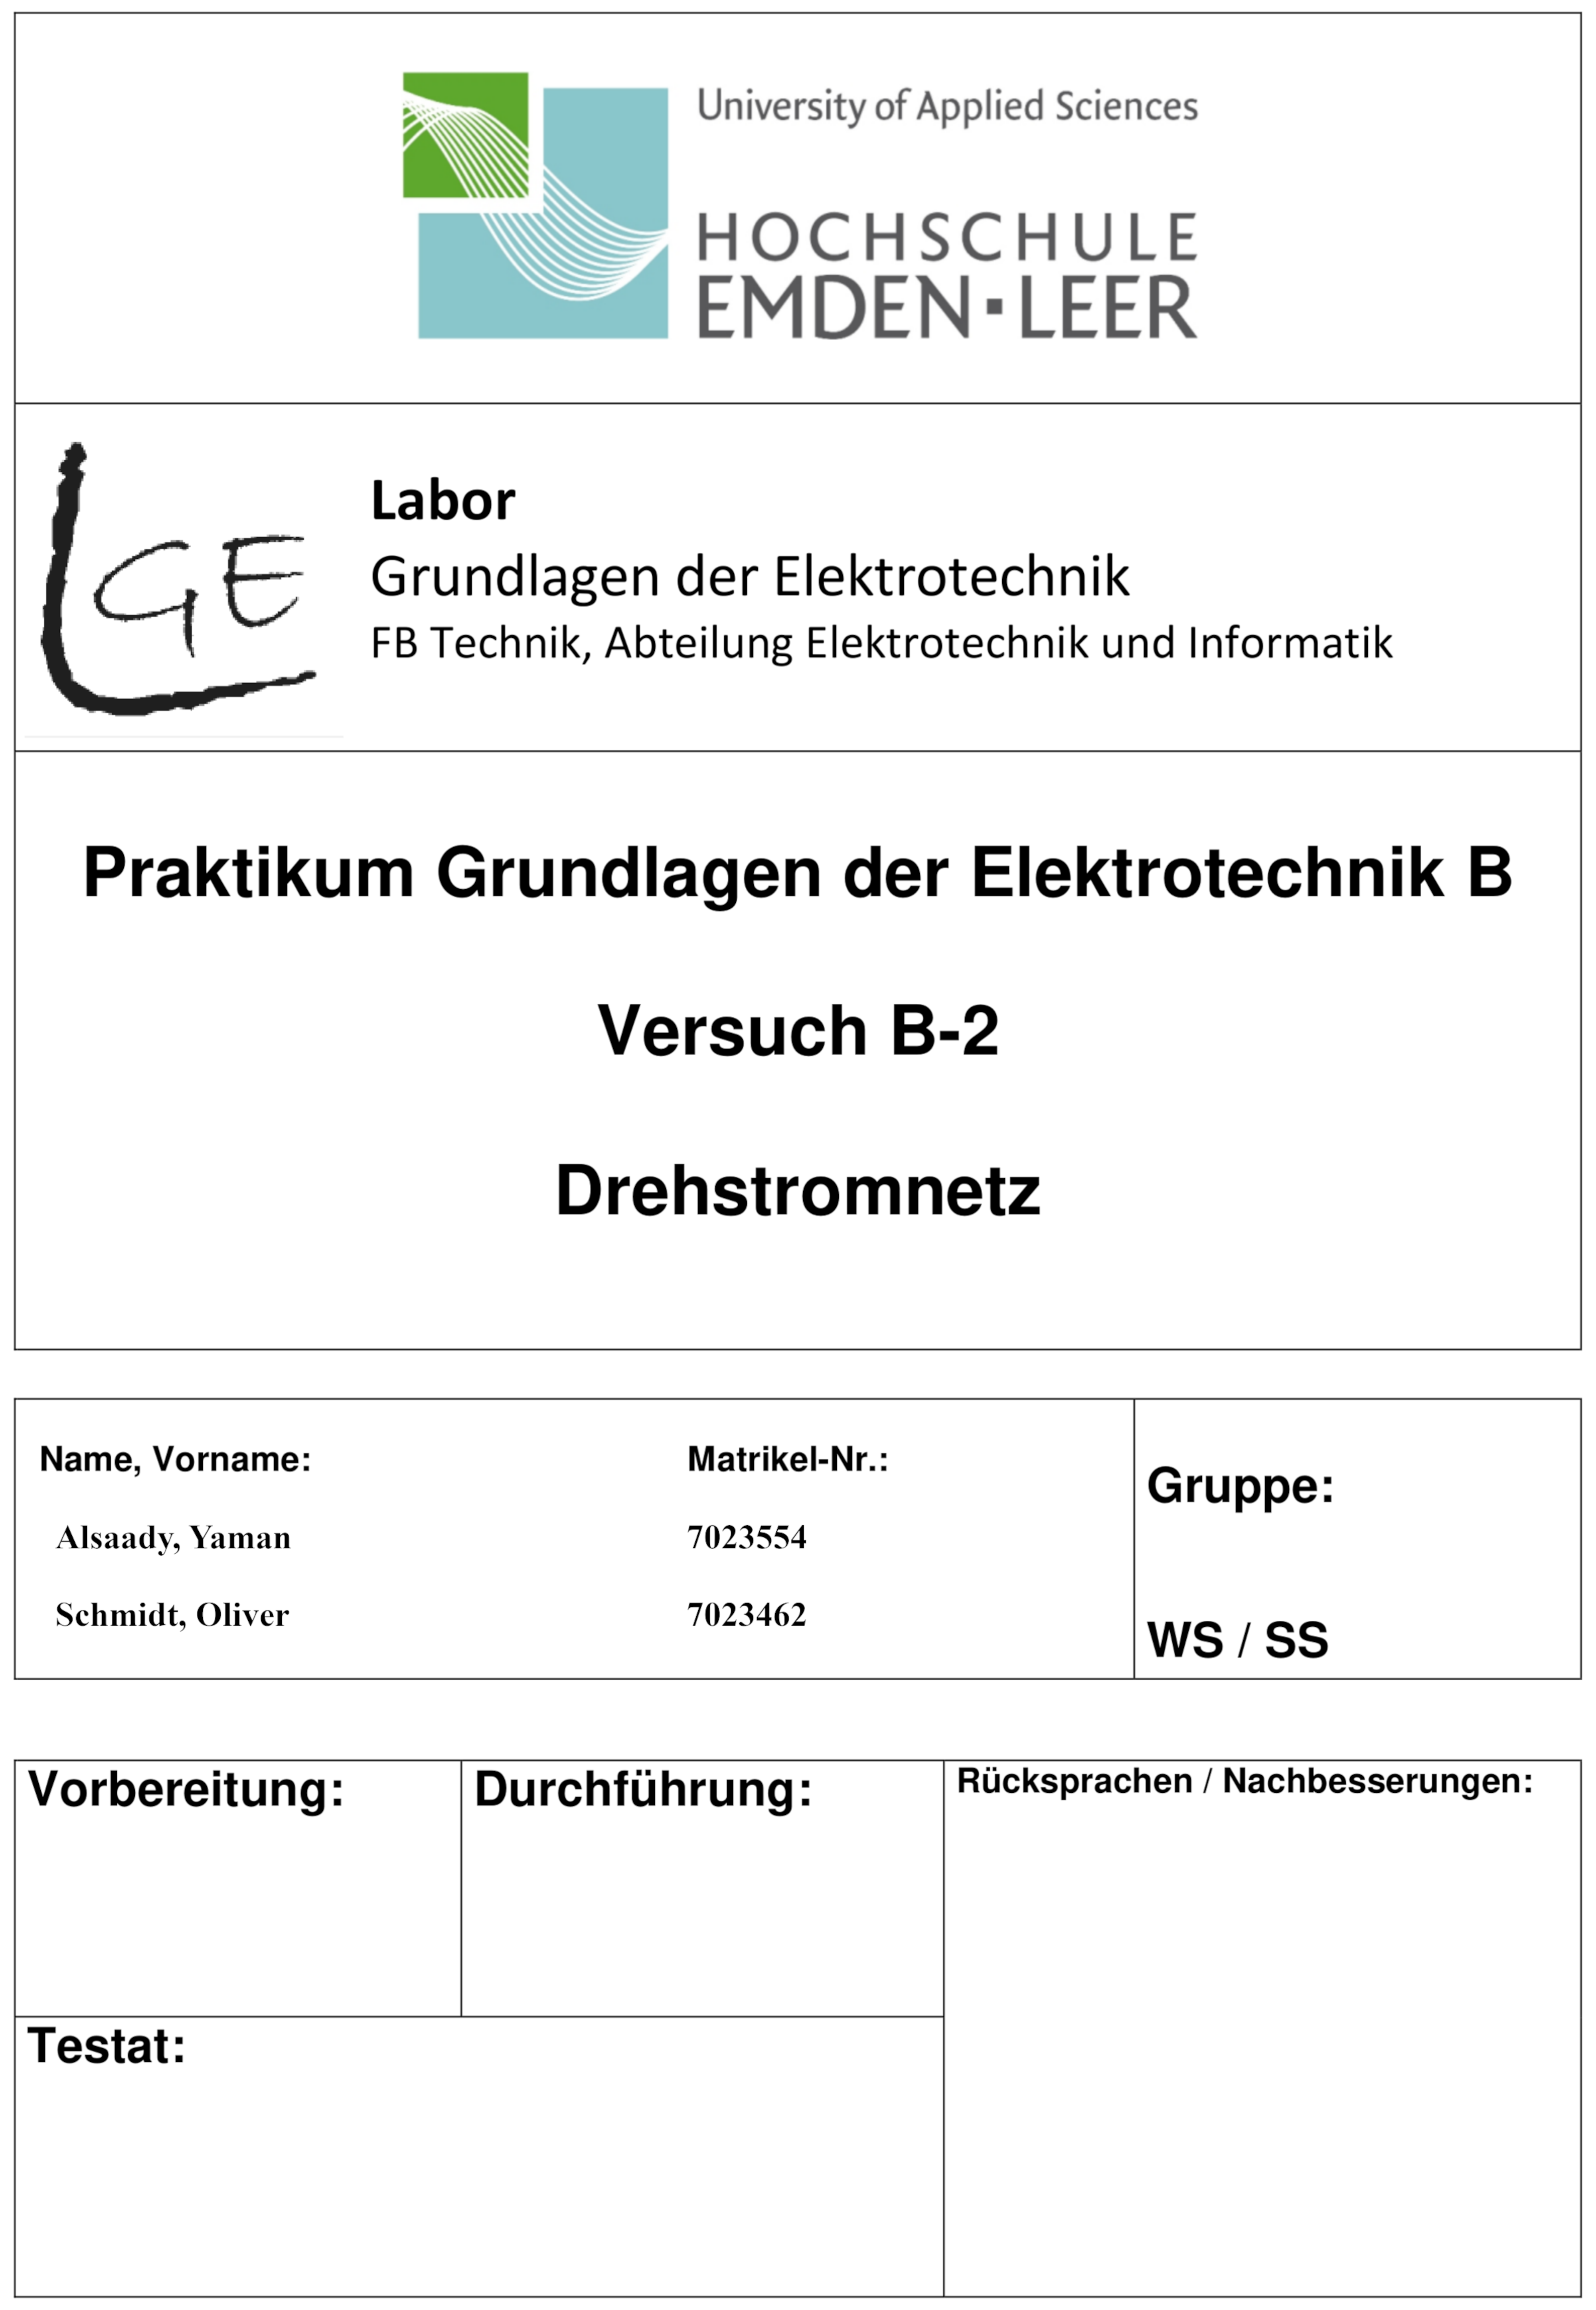 University of Applied Sciences
HOCHSCHULE
EMDEN▪LEER
LGE
Labor
Grundlagen der Elektrotechnik
FB Technik, Abteilung Elektrotechnik und Informatik
Praktikum Grundlagen der Elektrotechnik B
Versuch B-2
Drehstromnetz
Name, Vorname: Matrikel-Nr.:
Alsaady, Yaman 7023554
Schmidt, Oliver 7023462
Gruppe:
WS / SS
Vorbereitung: Durchführung: Rücksprachen / Nachbesserungen:
Testat: